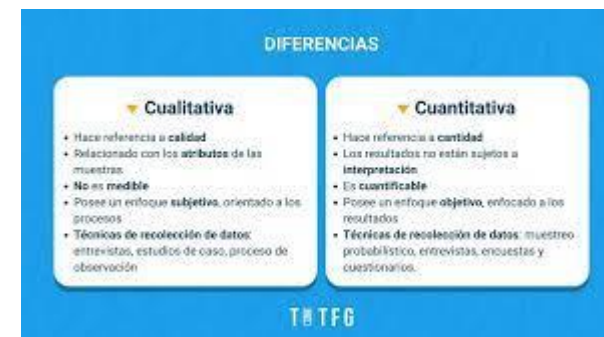 DIFERENCIAS
Cualitativa
• Hace referencia a calidad
• Relacionado con los atributos de las
muestras
• No es medible
• Posee un enfoque subjetivo, orientado a los
procesos
• Técnicas de recolección de datos:
entrevistas, estudios de caso, proceso de
observación
Cuantitativa
• Hace referencia a cantidad
• Los resultados no están sujetos a
interpretación
• Es cuantificable
• Posee un enfoque objetivo, enfocado a los
resultados
• Técnicas de recolección de datos: muestreo
probabilístico, entrevistas, encuestas y
cuestionarios.
TFG